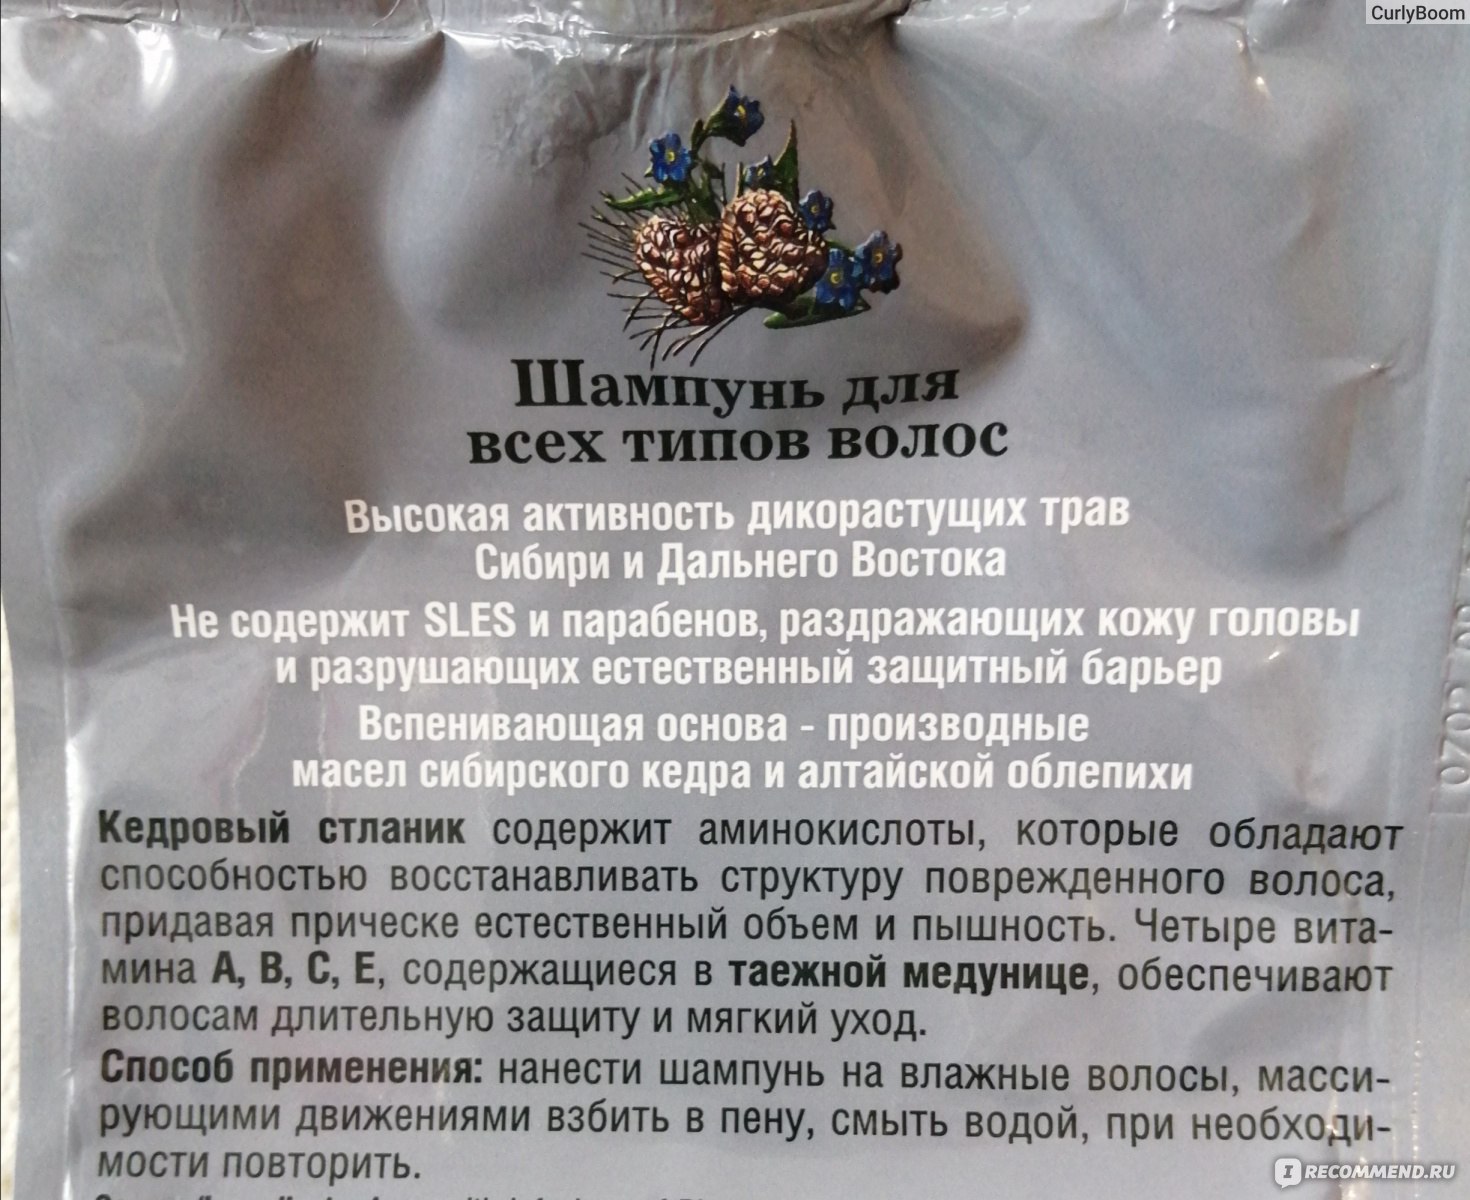 CurlyBoom
Шампунь для
всех типов волос
Высокая активность дикорастущих трав
Сибири и Дальнего Востока
Не содержит SLES и парабенов, раздражающих кожу головы
и разрушающих естественный защитный барьер
Вспенивающая основа - производные
масел сибирского кедра и алтайской облепихи
Кедровый стланик содержит аминокислоты, которые обладают
способностью восстанавливать структуру поврежденного волоса,
придавая прическе естественный объем и пышность. Четыре вита-
мина А, В, С, Е, содержащиеся в таежной медунице, обеспечивают
волосам длительную защиту и мягкий уход.
Способ применения: нанести шампунь на влажные волосы, масси-
рующими движениями взбить в пену, смыть водой, при необходи-
мости повторить.
IRECOMMEND.RU